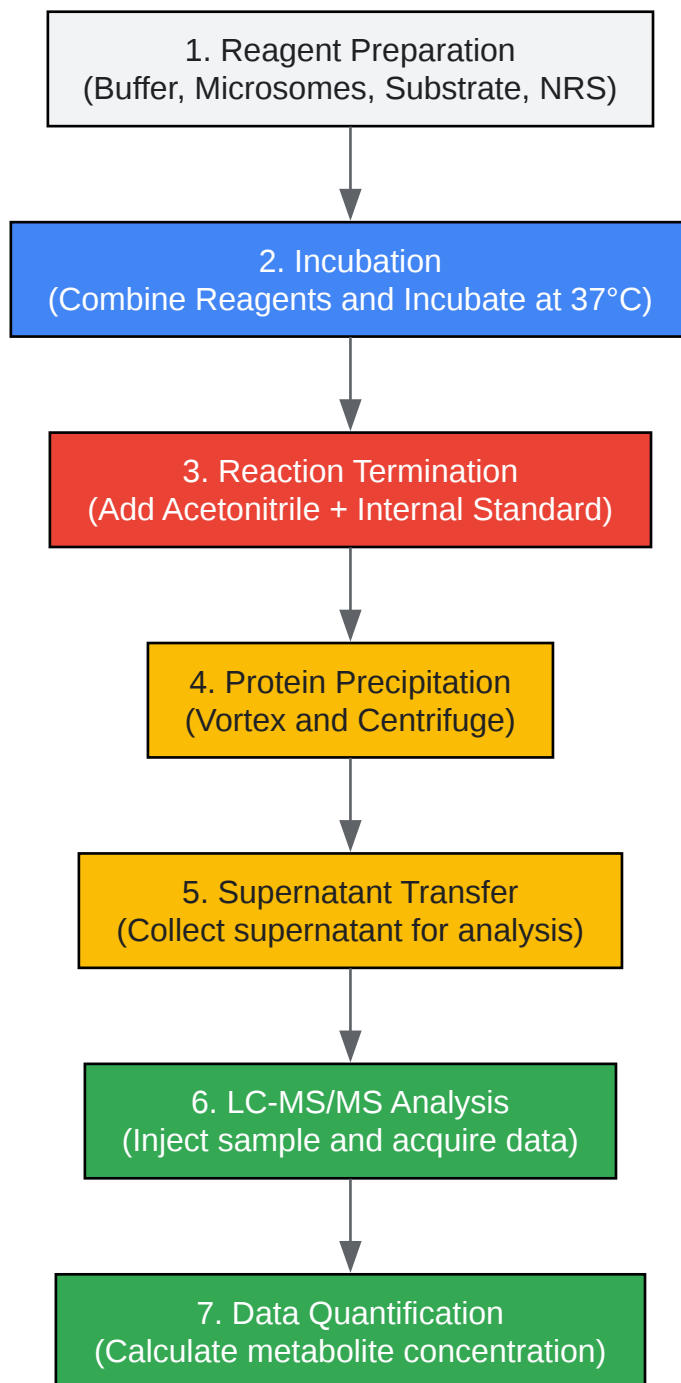 1. Reagent Preparation
(Buffer, Microsomes, Substrate, NRS)
2. Incubation
(Combine Reagents and Incubate at 37°C)
3. Reaction Termination
(Add Acetonitrile + Internal Standard)
4. Protein Precipitation
(Vortex and Centrifuge)
5. Supernatant Transfer
(Collect supernatant for analysis)
6. LC-MS/MS Analysis
(Inject sample and acquire data)
7. Data Quantification
(Calculate metabolite concentration)